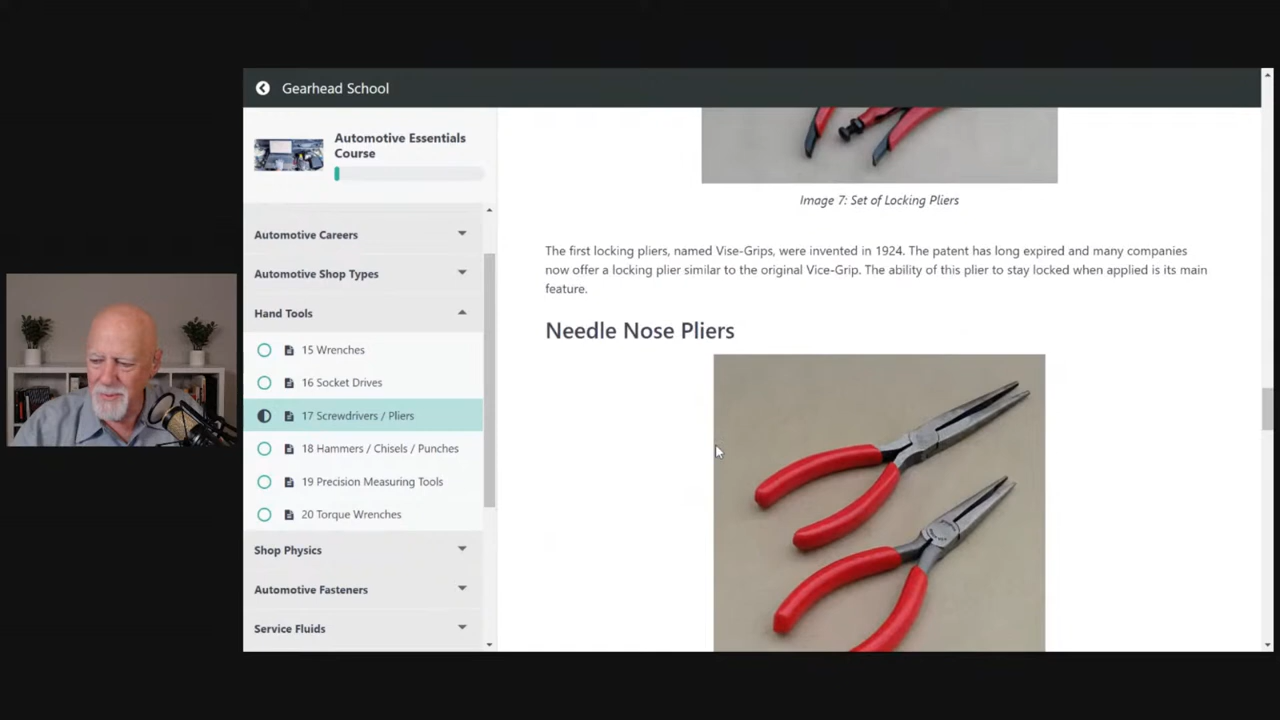 Gearhead School
Automotive Essentials
Course
Automotive Careers
Automotive Shop Types
Hand Tools
15 Wrenches
16 Socket Drives
17 Screwdrivers / Pliers
18 Hammers / Chisels / Punches
19 Precision Measuring Tools
20 Torque Wrenches
Shop Physics
Automotive Fasteners
Service Fluids
Image 7: Set of Locking Pliers
The first locking pliers, named Vise-Grips, were invented in 1924. The patent has long expired and many companies
now offer a locking plier similar to the original Vice-Grip. The ability of this plier to stay locked when applied is its main
feature.
Needle Nose Pliers